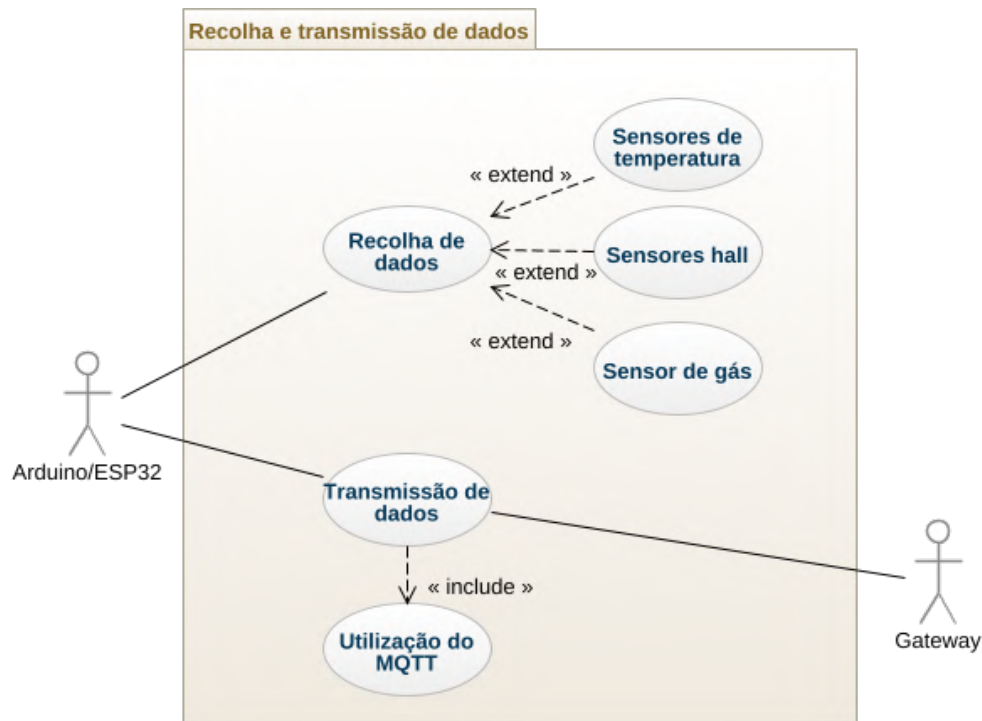 Recolha e transmissão de dados
Sensores de
temperatura
« extend »
Recolha de
dados
Sensores hall
« extend »
« extend »
Sensor de gás
Arduino/ESP32
Transmissão de
dados
« include »
Utilização do
MQTT
Gateway